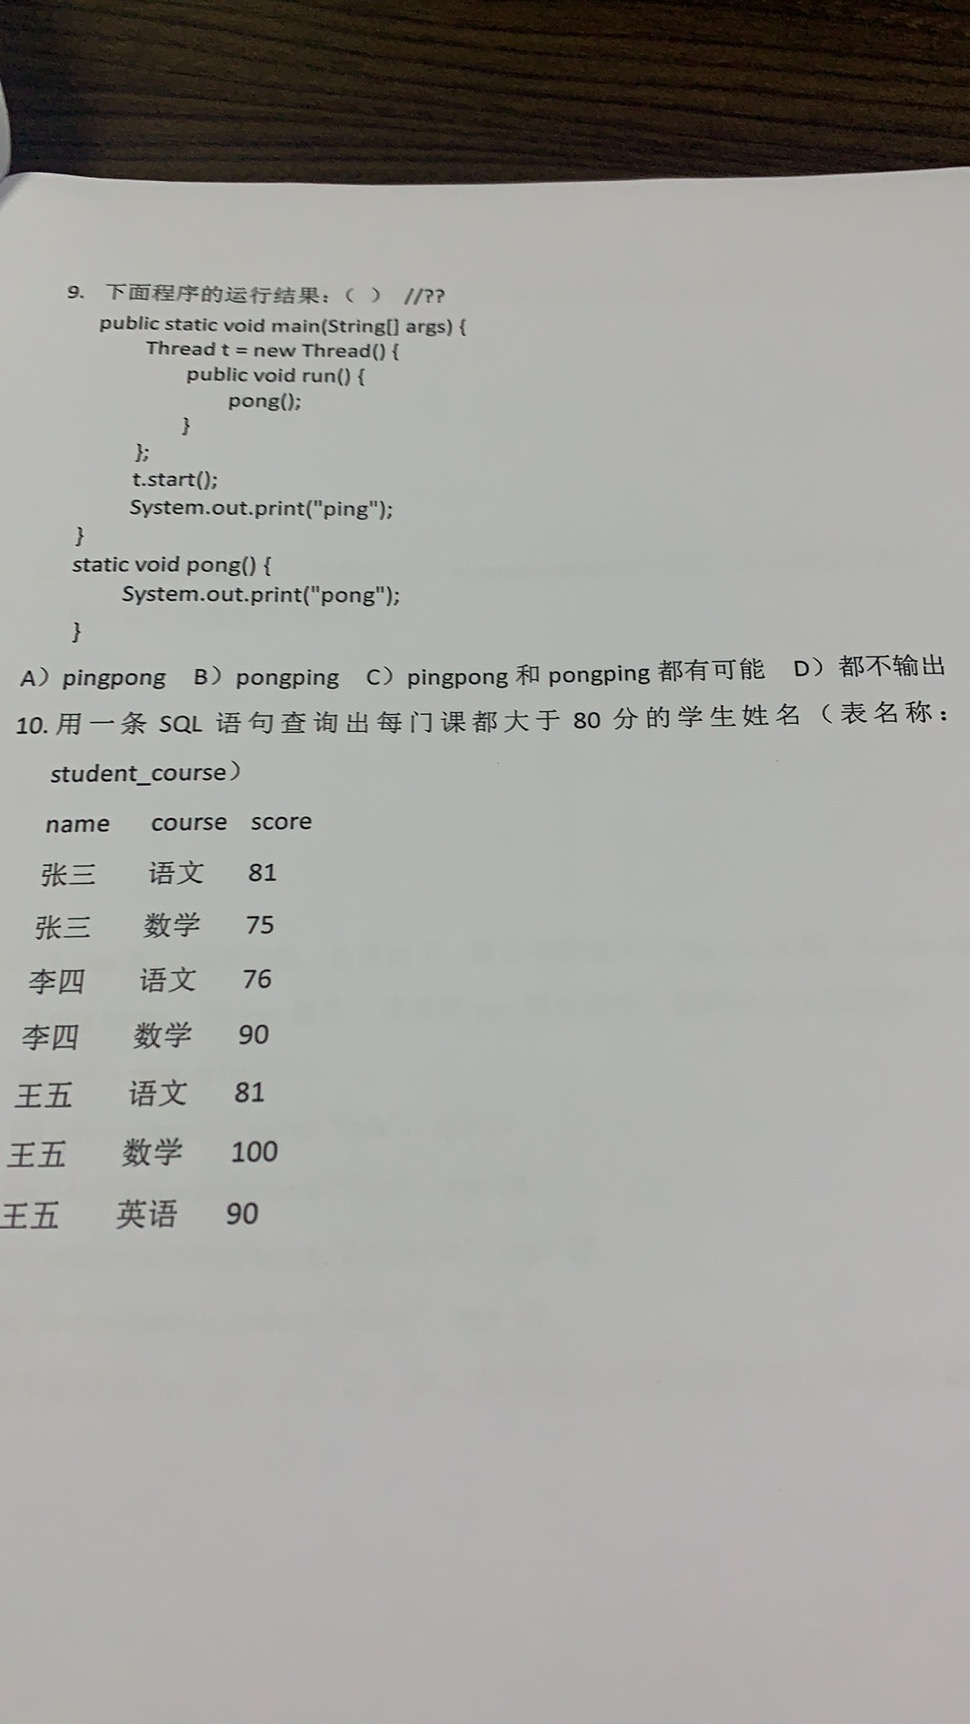 9. 下面程序的运行结果：（ ） //??
public static void main(String[] args) {
Thread t = new Thread() {
public void run() {
pong();
}
};
t.start();
System.out.print("ping");
}
static void pong() {
System.out.print("pong");
}
A）pingpong B）pongping C）pingpong 和 pongping 都有可能 D）都不输出
10. 用一条 SQL 语句查询出每门课都大于 80 分的学生姓名（表名称：
student_course）
name course score
张三 语文 81
张三 数学 75
李四 语文 76
李四 数学 90
王五 语文 81
王五 数学 100
王五 英语 90